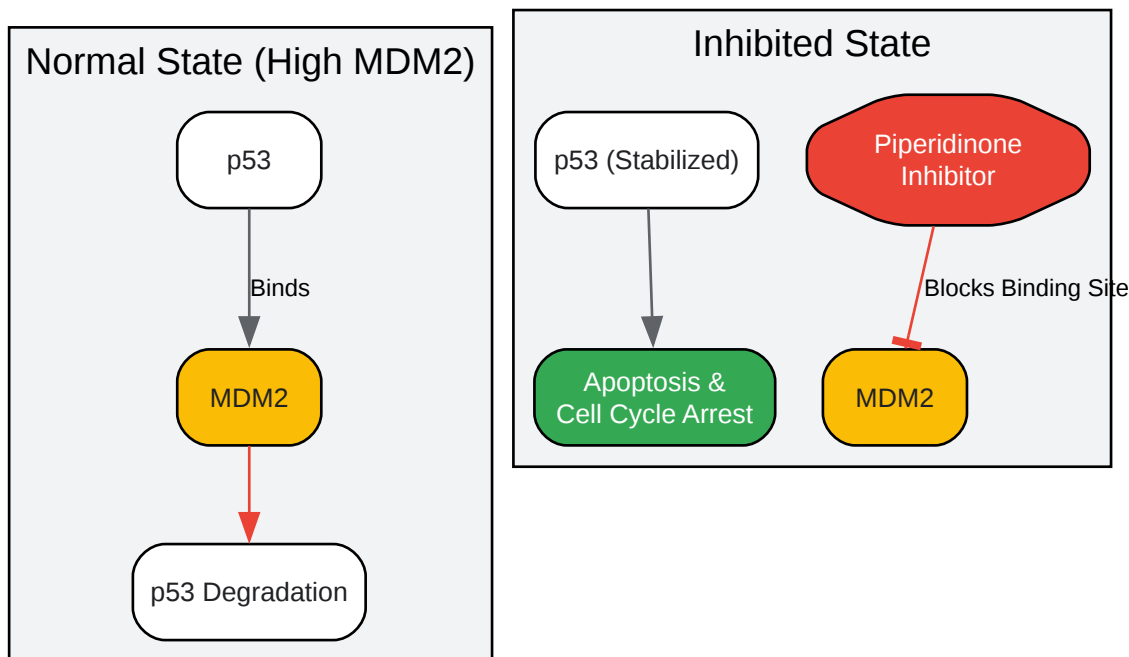 Normal State (High MDM2)
p53
Binds
MDM2
p53 Degradation
Inhibited State
p53 (Stabilized)
Piperidinone
Inhibitor
Blocks Binding Site
Apoptosis &
Cell Cycle Arrest
MDM2